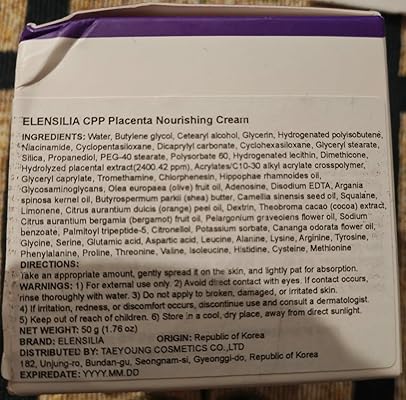 ELENSILIA CPP Placenta Nourishing Cream
INGREDIENTS: Water, Butylene glycol, Cetearyl alcohol, Glycerin, Hydrogenated polyisobutene,
Niacinamide, Cyclopentasiloxane, Dicaprylyl carbonate, Cyclohexasiloxane, Glyceryl stearate,
Silica, Propanediol, PEG-40 stearate, Polysorbate 60, Hydrogenated lecithin, Dimethicone,
Hydrolyzed placental extract(2400.42 ppm), Acrylates/C10-30 alkyl acrylate crosspolymer,
Glyceryl caprylate, Tromethamine, Chlorphenesin, Hippophae rhamnoides oil,
Glycosaminoglycans, Olea europaea (olive) fruit oil, Adenosine, Disodium EDTA, Argania
spinosa kernel oil, Butyrospermum parkii (shea) butter, Camellia sinensis seed oil, Squalane,
Limonene, Citrus aurantium dulcis (orange) peel oil, Dextrin, Theobroma cacao (cocoa) extract,
Citrus aurantium bergamia (bergamot) fruit oil, Pelargonium graveolens flower oil, Sodium
benzoate, Palmitoyl tripeptide-5, Citronellol, Potassium sorbate, Cananga odorata flower oil,
Glycine, Serine, Glutamic acid, Aspartic acid, Leucine, Alanine, Lysine, Arginine, Tyrosine,
Phenylalanine, Proline, Threonine, Valine, Isoleucine, Histidine, Cysteine, Methionine
DIRECTIONS:
Take an appropriate amount, gently spread it on the skin, and lightly pat for absorption.
WARNINGS: 1) For external use only. 2) Avoid direct contact with eyes. If contact occurs,
rinse thoroughly with water. 3) Do not apply to broken, damaged, or irritated skin.
4) If irritation, redness, or discomfort occurs, discontinue use and consult a dermatologist.
5) Keep out of reach of children. 6) Store in a cool, dry place, away from direct sunlight.
NET WEIGHT: 50 g (1.76 oz)
BRAND: ELENSILIA ORIGIN: Republic of Korea
DISTRIBUTED BY: TAEYOUNG COSMETICS CO.,LTD
182, Unjung-ro, Bundan-gu, Seongnam-si, Gyeonggi-do, Republic of Korea
EXPIREDATE: YYYY.MM.DD